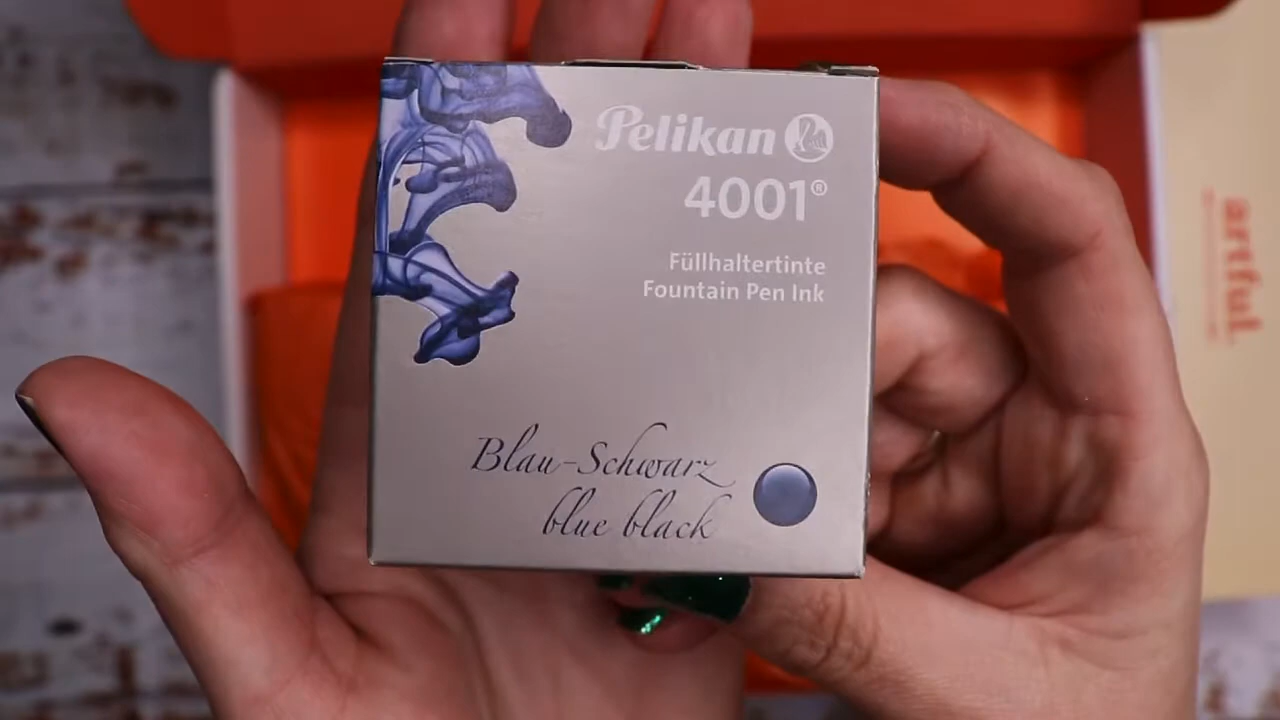 Pelikan
4001®
Füllhaltertinte
Fountain Pen Ink
Blau-Schwarz
blue black
artful